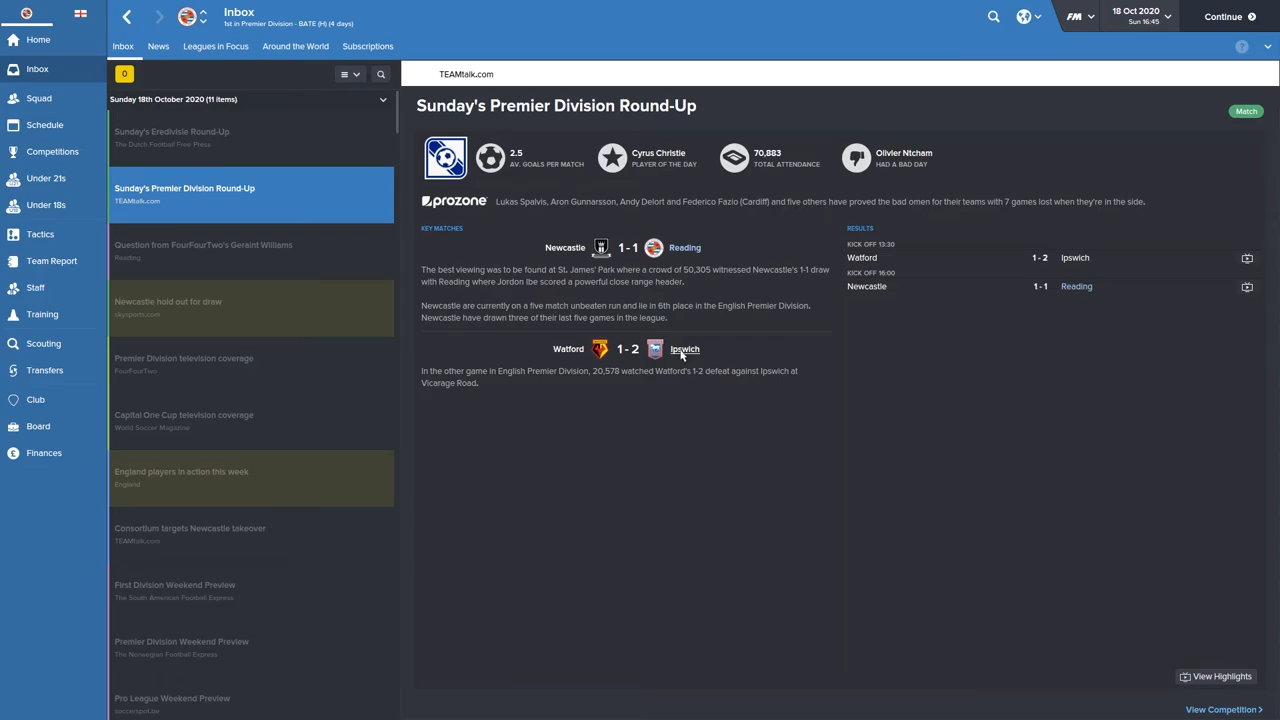 Inbox
1st in Premier Division - BATE (H) (4 days)
FM
18 Oct 2020
Sun 16:45
Continue
Inbox
News
Leagues in Focus
Around the World
Subscriptions
Home
Inbox
Squad
Schedule
Competitions
Under 21s
Under 18s
Tactics
Team Report
Staff
Training
Scouting
Transfers
Club
Board
Finances
0
Sunday 18th October 2020 (11 items)
Sunday's Eredivisie Round-Up
The Dutch Football Free Press
Sunday's Premier Division Round-Up
TEAMtalk.com
Question from FourFourTwo's Geraint Williams
Reading
Newcastle hold out for draw
okysports.com
Premier Division television coverage
FourFourTwo
Capital One Cup television coverage
World Soccer Magazine
England players in action this week
England
Consortium targets Newcastle takeover
TEAMtalk.com
First Division Weekend Preview
The South American Football Express
Premier Division Weekend Preview
The Norwegian Football Express
Pro League Weekend Preview
soccerspot.be
TEAMtalk.com
Sunday's Premier Division Round-Up
Match
2.5
AV. GOALS PER MATCH
Cyrus Christie
PLAYER OF THE DAY
70,883
TOTAL ATTENDANCE
Olivier Ntcham
HAD A BAD DAY
prozone Lukas Spalvis, Aron Gunnarsson, Andy Delort and Federico Fazio (Cardiff) and five others have proved the bad omen for their teams with 7 games lost when they're in the side.
KEY MATCHES
Newcastle 1 - 1 Reading
The best viewing was to be found at St. James' Park where a crowd of 50,305 witnessed Newcastle's 1-1 draw
with Reading where Jordon Ibe scored a powerful close range header.
Newcastle are currently on a five match unbeaten run and lie in 6th place in the English Premier Division.
Newcastle have drawn three of their last five games in the league.
Watford 1 - 2 Ipswich
In the other game in English Premier Division, 20,578 watched Watford's 1-2 defeat against Ipswich at
Vicarage Road.
RESULTS
KICK OFF 13:30
Watford 1 - 2 Ipswich
KICK OFF 16:00
Newcastle 1 - 1 Reading
View Highlights
View Competition >